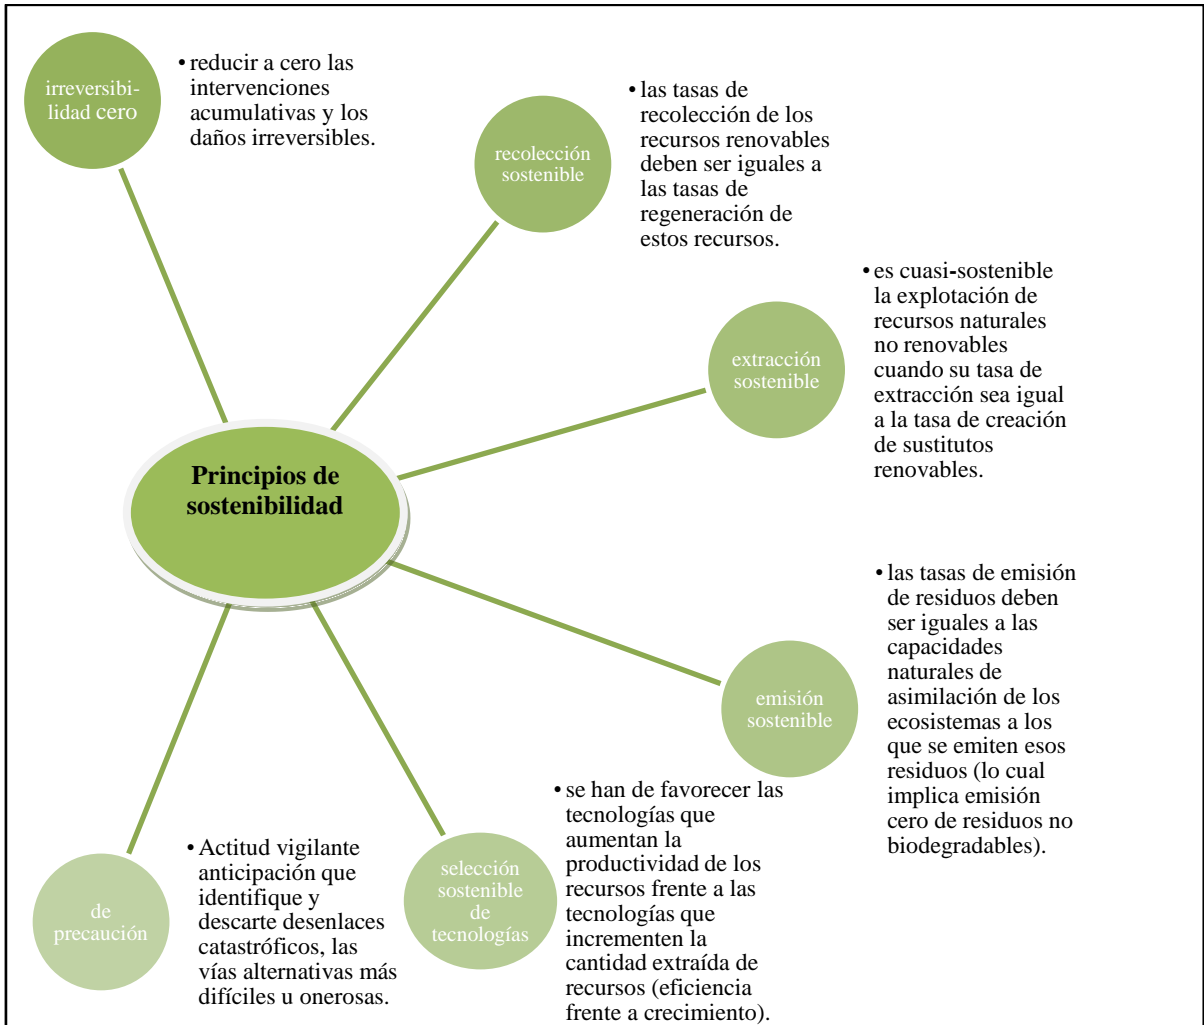 irreversibi-
lidad cero
• reducir a cero las
intervenciones
acumulativas y los
daños irreversibles.
recolección
sostenible
• las tasas de
recolección de los
recursos renovables
deben ser iguales a
las tasas de
regeneración de
estos recursos.
extracción
sostenible
• es cuasi-sostenible
la explotación de
recursos naturales
no renovables
cuando su tasa de
extracción sea igual
a la tasa de creación
de sustitutos
renovables.
Principios de
sostenibilidad
emisión
sostenible
• las tasas de emisión
de residuos deben
ser iguales a las
capacidades
naturales de
asimilación de los
ecosistemas a los
que se emiten esos
residuos (lo cual
implica emisión
cero de residuos no
biodegradables).
selección
sostenible
de
tecnologías
• se han de favorecer las
tecnologías que
aumentan la
productividad de los
recursos frente a las
tecnologías que
incrementen la
cantidad extraída de
recursos (eficiencia
frente a crecimiento).
de
precaución
• Actitud vigilante
anticipación que
identifique y
descarte desenlaces
catastróficos, las
vías alternativas más
difíciles u onerosas.